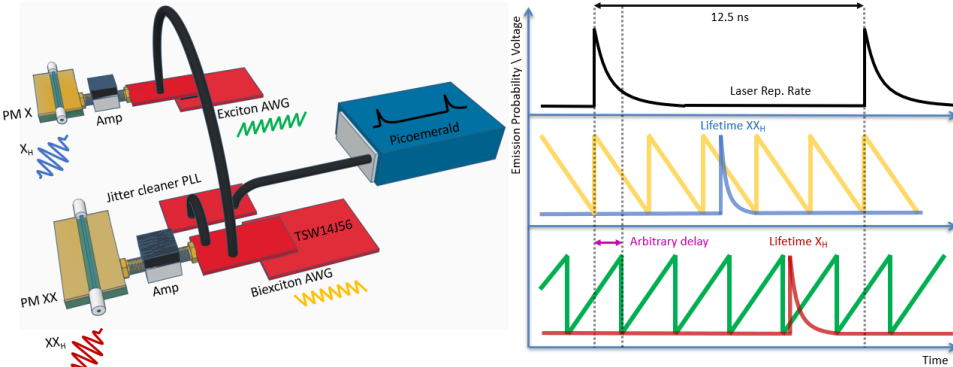 PM X
Amp
Exciton AWG
X_H
Picoemerald
Jitter cleaner PLL
TSW14J56
PM XX
Amp
Biexciton AWG
XX_H
Emission Probability \ Voltage
12.5 ns
Laser Rep. Rate
Lifetime XX_H
Arbitrary delay
Lifetime X_H
Time